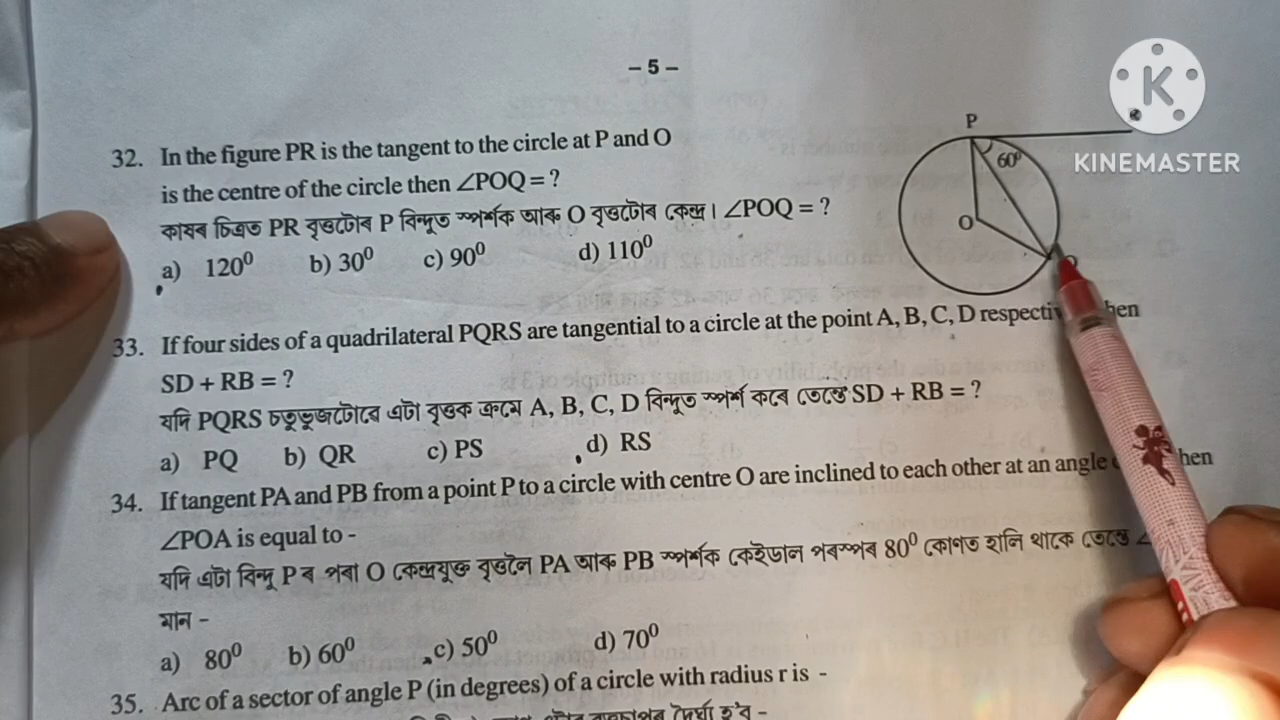 – 5 –
32. In the figure PR is the tangent to the circle at P and O
is the centre of the circle then ∠POQ = ?
কাষৰ চিত্ৰত PR বৃত্তটোৰ P বিন্দুত স্পৰ্শক আৰু O বৃত্তটোৰ কেন্দ্ৰ। ∠POQ = ?
a) 120⁰ b) 30⁰ c) 90⁰ d) 110⁰
P
60⁰
O
K
KINEMASTER
33. If four sides of a quadrilateral PQRS are tangential to a circle at the point A, B, C, D
SD + RB = ?
যদি PQRS চতুৰ্ভূজটোৱে এটা বৃত্তক ক্ৰমে A, B, C, D বিন্দুত স্পৰ্শ কৰে তেন্তে SD + RB = ?
a) PQ b) QR c) PS d) RS
34. If tangent PA and PB from a point P to a circle with centre O are inclined to each other at an angle
∠POA is equal to -
যদি এটা বিন্দু P ৰ পৰা O কেন্দ্ৰযুক্ত বৃত্তলৈ PA আৰু PB স্পৰ্শক কেইডাল পৰস্পৰ 80⁰ কোণত হালি থাকে তেন্তে
মান -
a) 80⁰ b) 60⁰ c) 50⁰ d) 70⁰
35. Arc of a sector of angle P (in degrees) of a circle with radius r is -